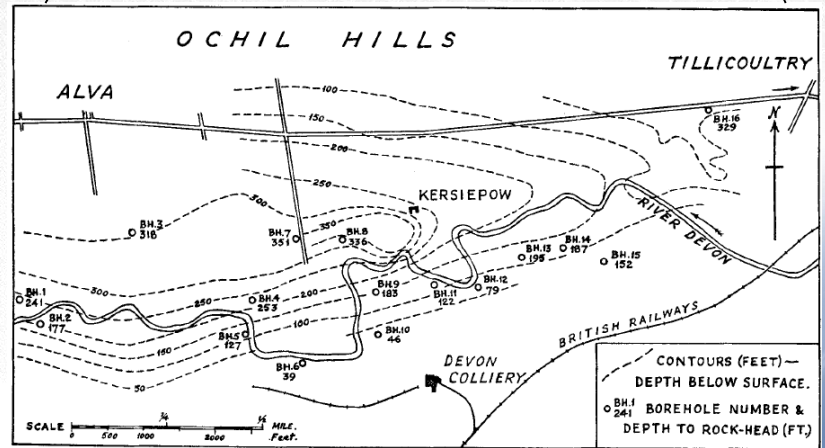 OCHIL HILLS
TILLICOULTRY
ALVA
100
150
200
250
300
350
BH.16
329
N
KERSIEPOW
RIVER DEVON
BH.3
318
BH.7
351
BH.8
336
BH.13
195
BH.14
187
BH.15
152
BH.1
241
BH.2
177
300
250
BH.4
253
200
BH.9
183
BH.11
122
BH.12
79
150
100
50
BH.5
127
BH.10
46
BH.6
39
BRITISH RAILWAYS
DEVON
COLLIERY
CONTOURS (FEET)—
DEPTH BELOW SURFACE.
BH.1
241 BOREHOLE NUMBER &
DEPTH TO ROCK-HEAD (FT.)
SCALE 0 500 1000 ¼ 2000 ½ MILE.
Feet.